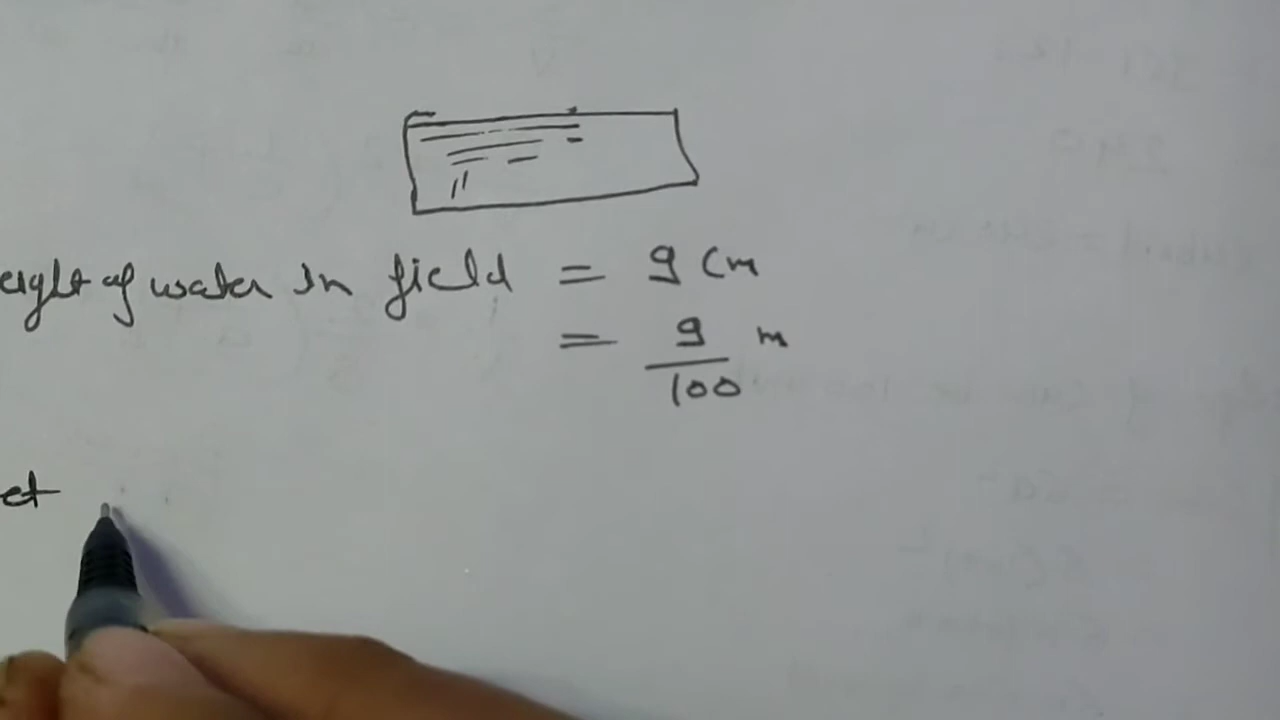 eight of water in field = 9 Cm
= 9/100 m
et